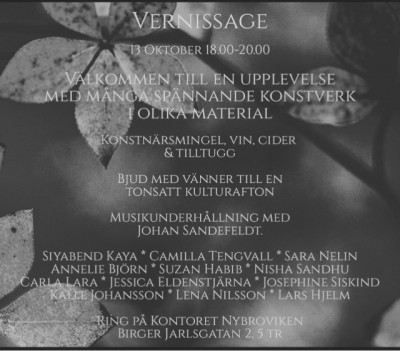 Vernissage
13 Oktober 18.00-20.00
Välkommen till en upplevelse
med många spännande konstverk
i olika material
Konstnärsmingel, vin, cider
& tilltugg
Bjud med vänner till en
tonsatt kulturafton
Musikunderhållning med
Johan Sandefeldt.
Siyabend Kaya * Camilla Tengvall * Sara Nelin
Annelie Björn * Suzan Habib * Nisha Sandhu
Carla Lara * Jessica Eldenstjärna * Josephine Siskind
Kalle Johansson * Lena Nilsson * Lars Hjelm
Ring på Kontoret Nybroviken
Birger Jarlsgatan 2, 5 tr